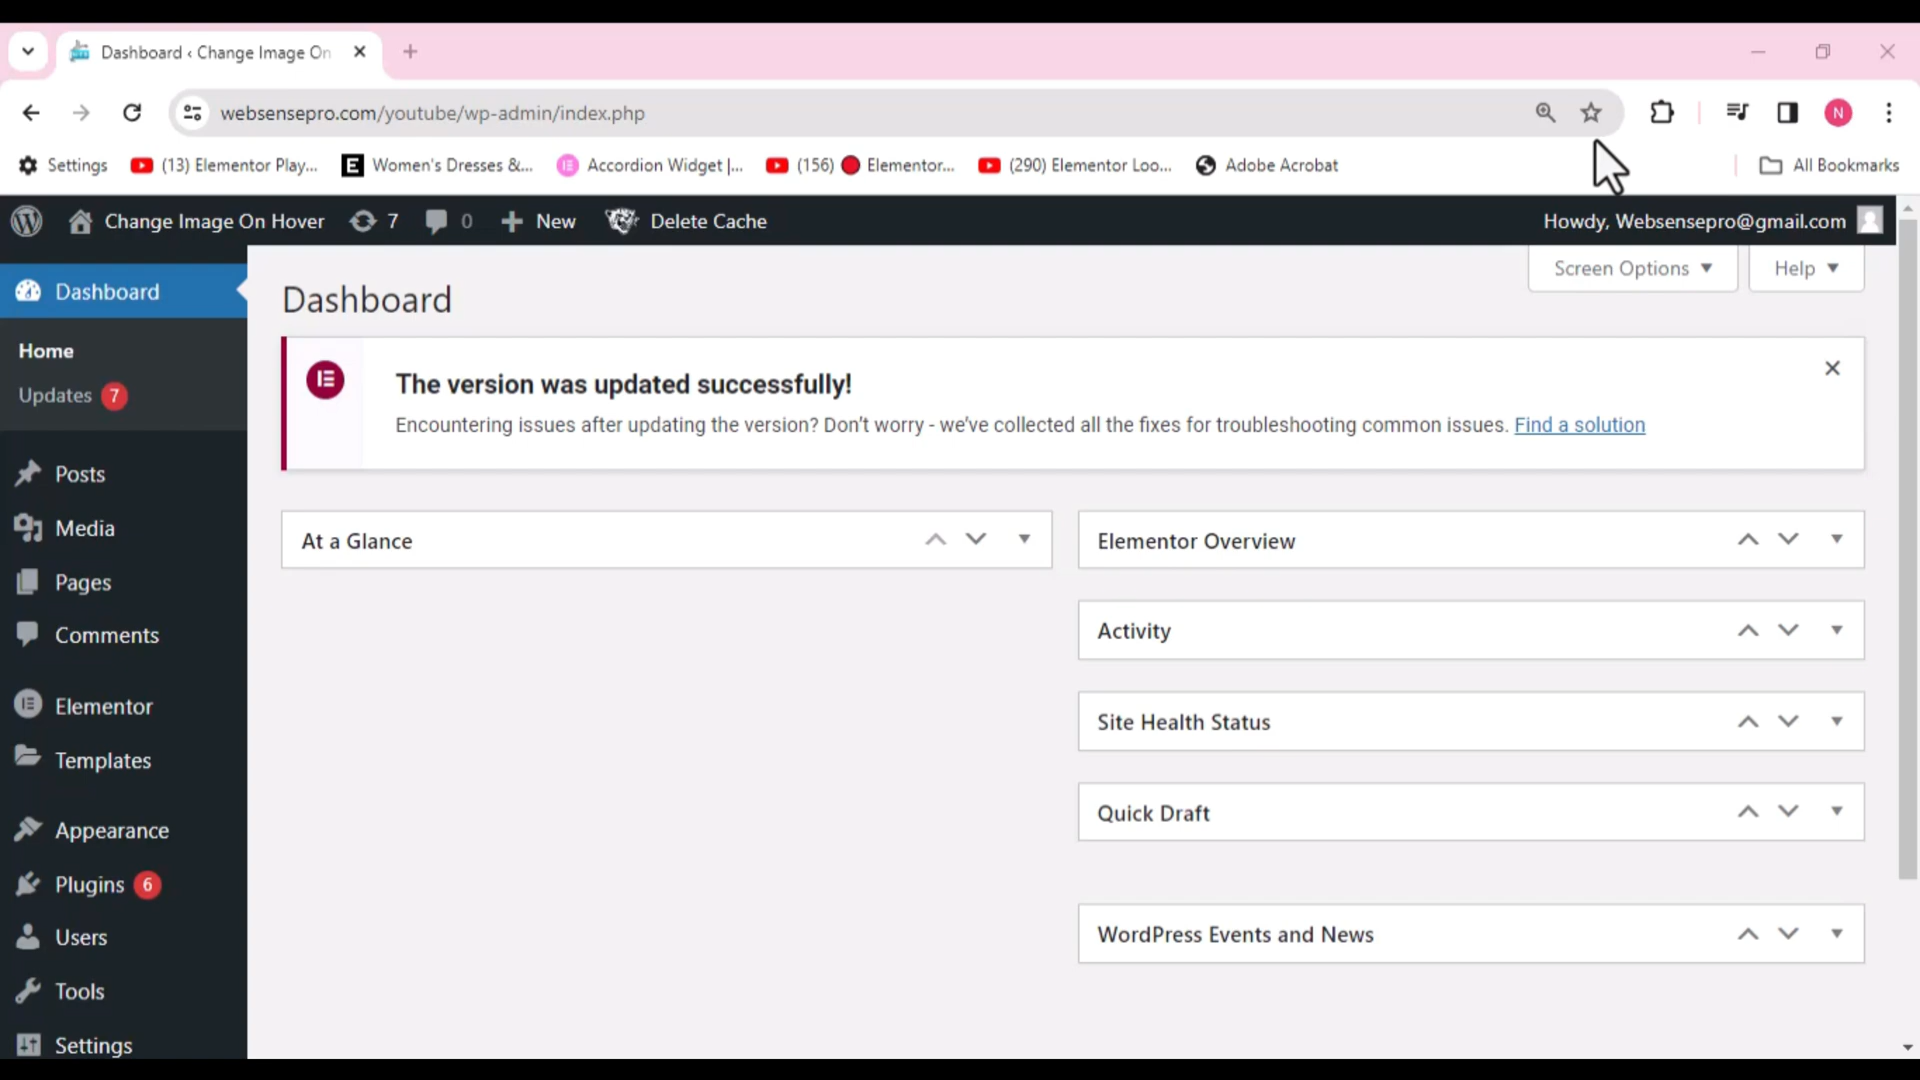 Dashboard ‹ Change Image On
websensepro.com/youtube/wp-admin/index.php
N
Settings
(13) Elementor Play...
E
Women's Dresses &...
Accordion Widget |...
(156) Elementor...
(290) Elementor Loo...
Adobe Acrobat
All Bookmarks
Change Image On Hover
7
0
New
Delete Cache
Howdy, Websensepro@gmail.com
Screen Options
Help
Dashboard
Home
Updates 7
Posts
Media
Pages
Comments
Elementor
Templates
Appearance
Plugins 6
Users
Tools
Settings
Dashboard
The version was updated successfully!
Encountering issues after updating the version? Don't worry - we've collected all the fixes for troubleshooting common issues. Find a solution
At a Glance
Elementor Overview
Activity
Site Health Status
Quick Draft
WordPress Events and News